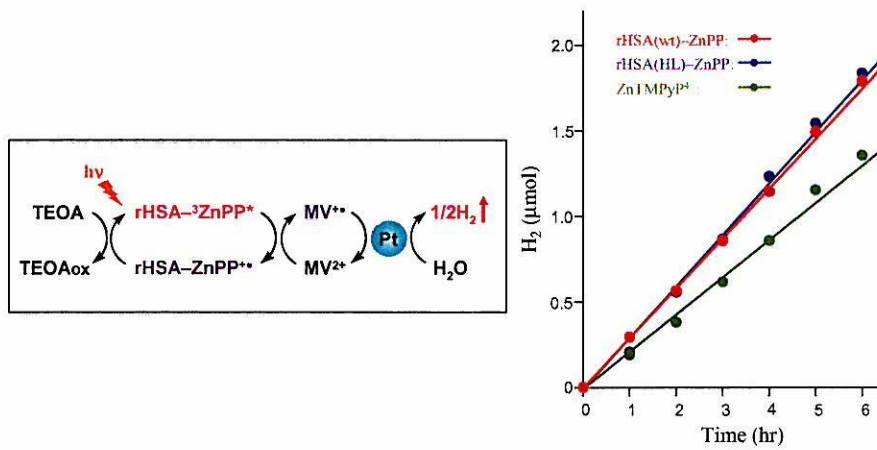 hν
TEOA
rHSA–³ZnPP*
MV⁺•
1/2H₂
Pt
TEOAox
rHSA–ZnPP⁺•
MV²⁺
H₂O
rHSA(wt)–ZnPP:
rHSA(HL)–ZnPP:
ZnTMPyP⁴ :
H₂ (μmol)
2.0
1.5
1.0
0.5
0
0 1 2 3 4 5 6
Time (hr)